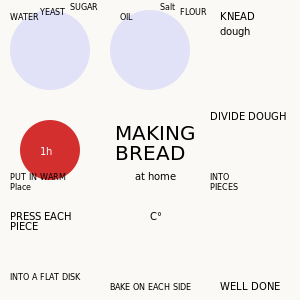 WATER YEAST SUGAR
OIL Salt FLOUR
KNEAD
dough
1h
PUT IN WARM
Place
MAKING
BREAD
at home
DIVIDE DOUGH
INTO
PIECES
PRESS EACH
PIECE
INTO A FLAT DISK
C°
BAKE ON EACH SIDE
WELL DONE